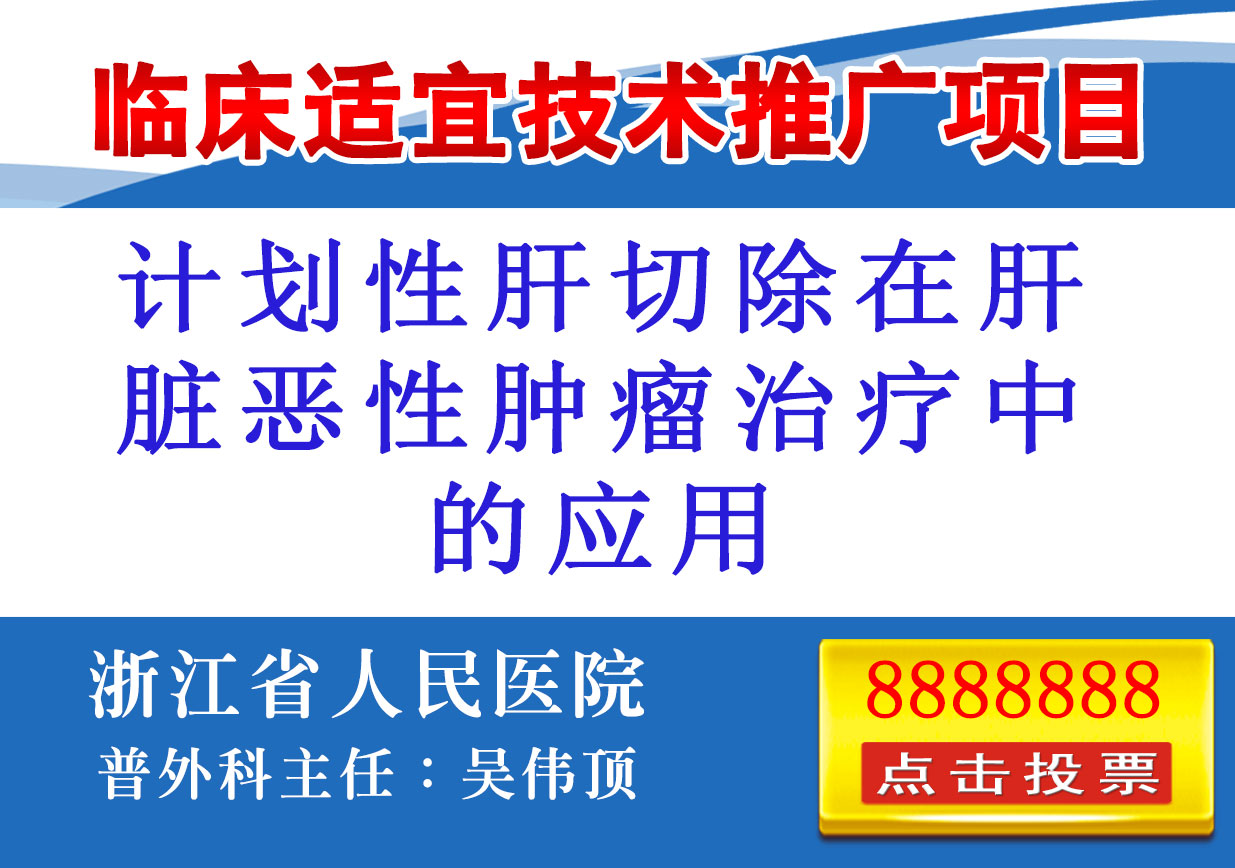 临床适宜技术推广项目
计划性肝切除在肝
脏恶性肿瘤治疗中
的应用
浙江省人民医院
普外科主任：吴伟顶
8888888
点击投票